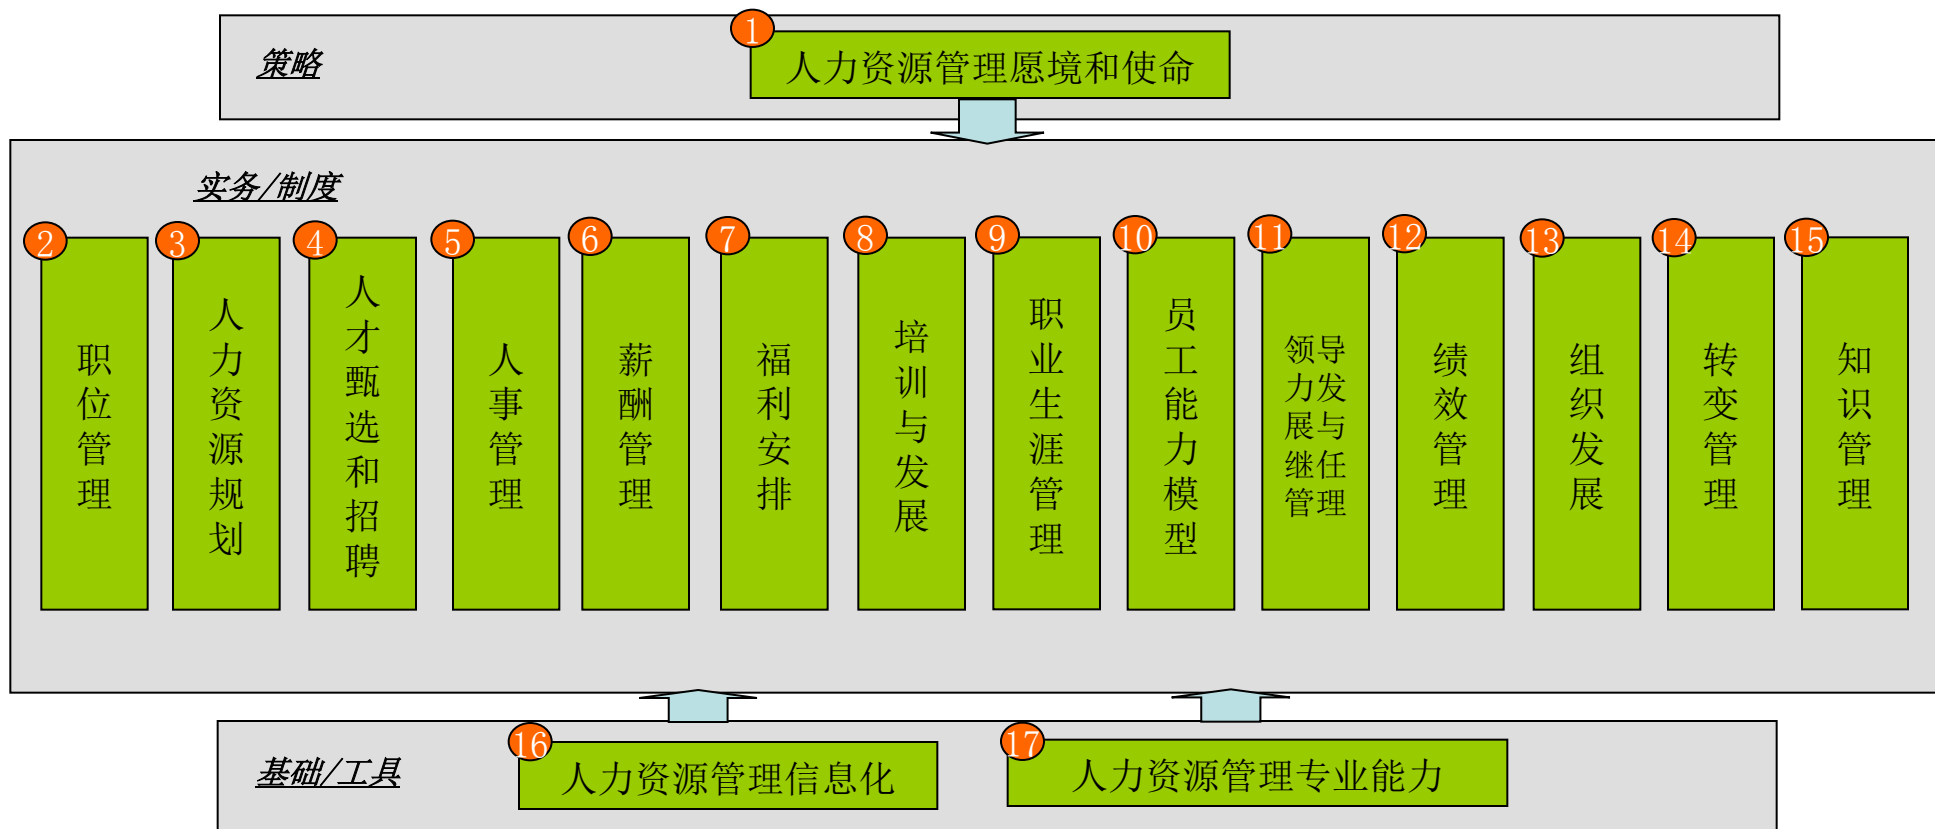 1
策略
人力资源管理愿境和使命
实务/制度
2
职位管理
3
人力资源规划
4
人才甄选和招聘
5
人事管理
6
薪酬管理
7
福利安排
8
培训与发展
9
职业生涯管理
10
员工能力模型
11
领导
力发
展与
继任
管理
12
绩效管理
13
组织发展
14
转变管理
15
知识管理
基础/工具
16
人力资源管理信息化
17
人力资源管理专业能力